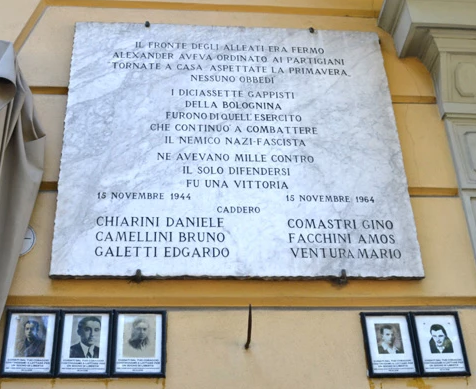 IL FRONTE DEGLI ALLEATI ERA FERMO
ALEXANDER AVEVA ORDINATO AI PARTIGIANI
TORNATE A CASA. ASPETTATE LA PRIMAVERA.
NESSUNO OBBEDÌ
I DICIASSETTE GAPPISTI
DELLA BOLOGNINA
FURONO DI QUELL'ESERCITO
CHE CONTINUÒ A COMBATTERE
IL NEMICO NAZI-FASCISTA
NE AVEVANO MILLE CONTRO
IL SOLO DIFENDERSI
FU UNA VITTORIA
15 NOVEMBRE 1944 15 NOVEMBRE 1964
CADDERO
CHIARINI DANIELE COMASTRI GINO
CAMELLINI BRUNO FACCHINI AMOS
GALETTI EDGARDO VENTURA MARIO